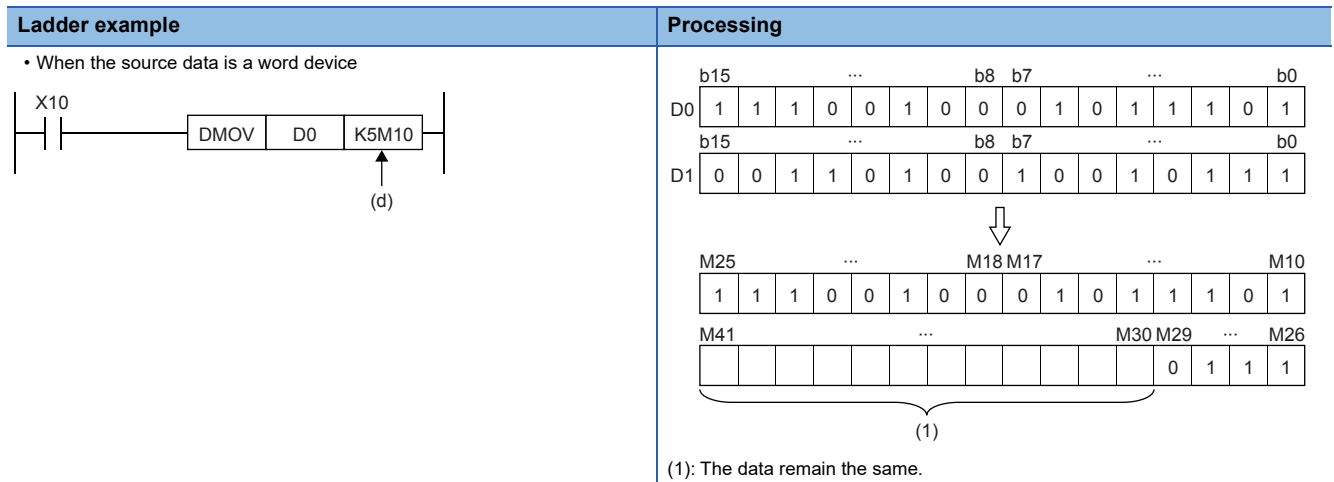 Ladder example
• When the source data is a word device
X10
DMOV D0 K5M10
(d)
Processing
b15 ... b8 b7 ... b0
D0 1 1 1 0 0 1 0 0 0 1 0 1 1 1 0 1
b15 ... b8 b7 ... b0
D1 0 0 1 1 0 1 0 0 1 0 0 1 0 1 1 1
M25 ... M18 M17 ... M10
1 1 1 0 0 1 0 0 0 1 0 1 1 1 0 1
M41 ... M30 M29 ... M26
0 1 1 1
(1)
(1): The data remain the same.